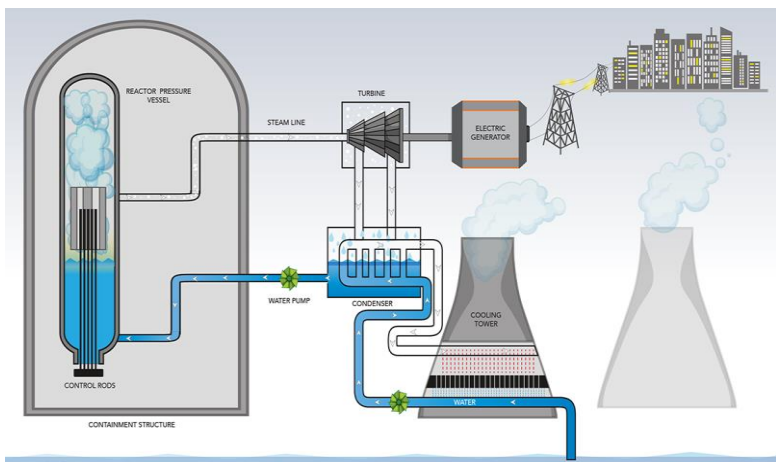 REACTOR PRESSURE
VESSEL
TURBINE
STEAM LINE
ELECTRIC
GENERATOR
WATER PUMP
CONDENSER
COOLING
TOWER
CONTROL RODS
WATER
CONTAINMENT STRUCTURE